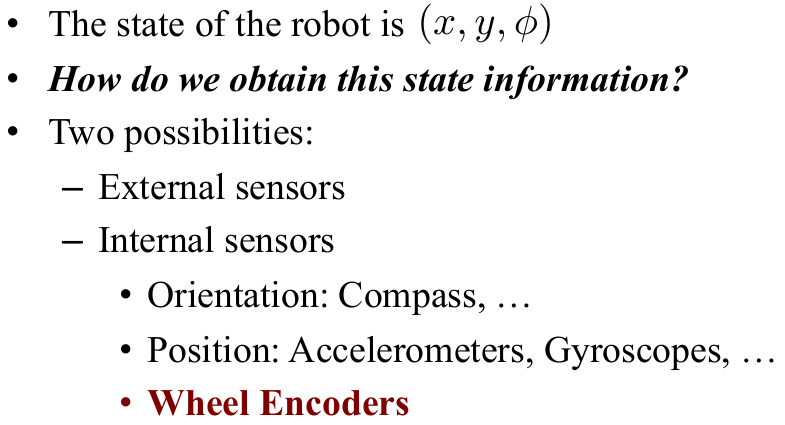 • The state of the robot is (x, y, ϕ)
• How do we obtain this state information?
• Two possibilities:
– External sensors
– Internal sensors
• Orientation: Compass, …
• Position: Accelerometers, Gyroscopes, …
• Wheel Encoders